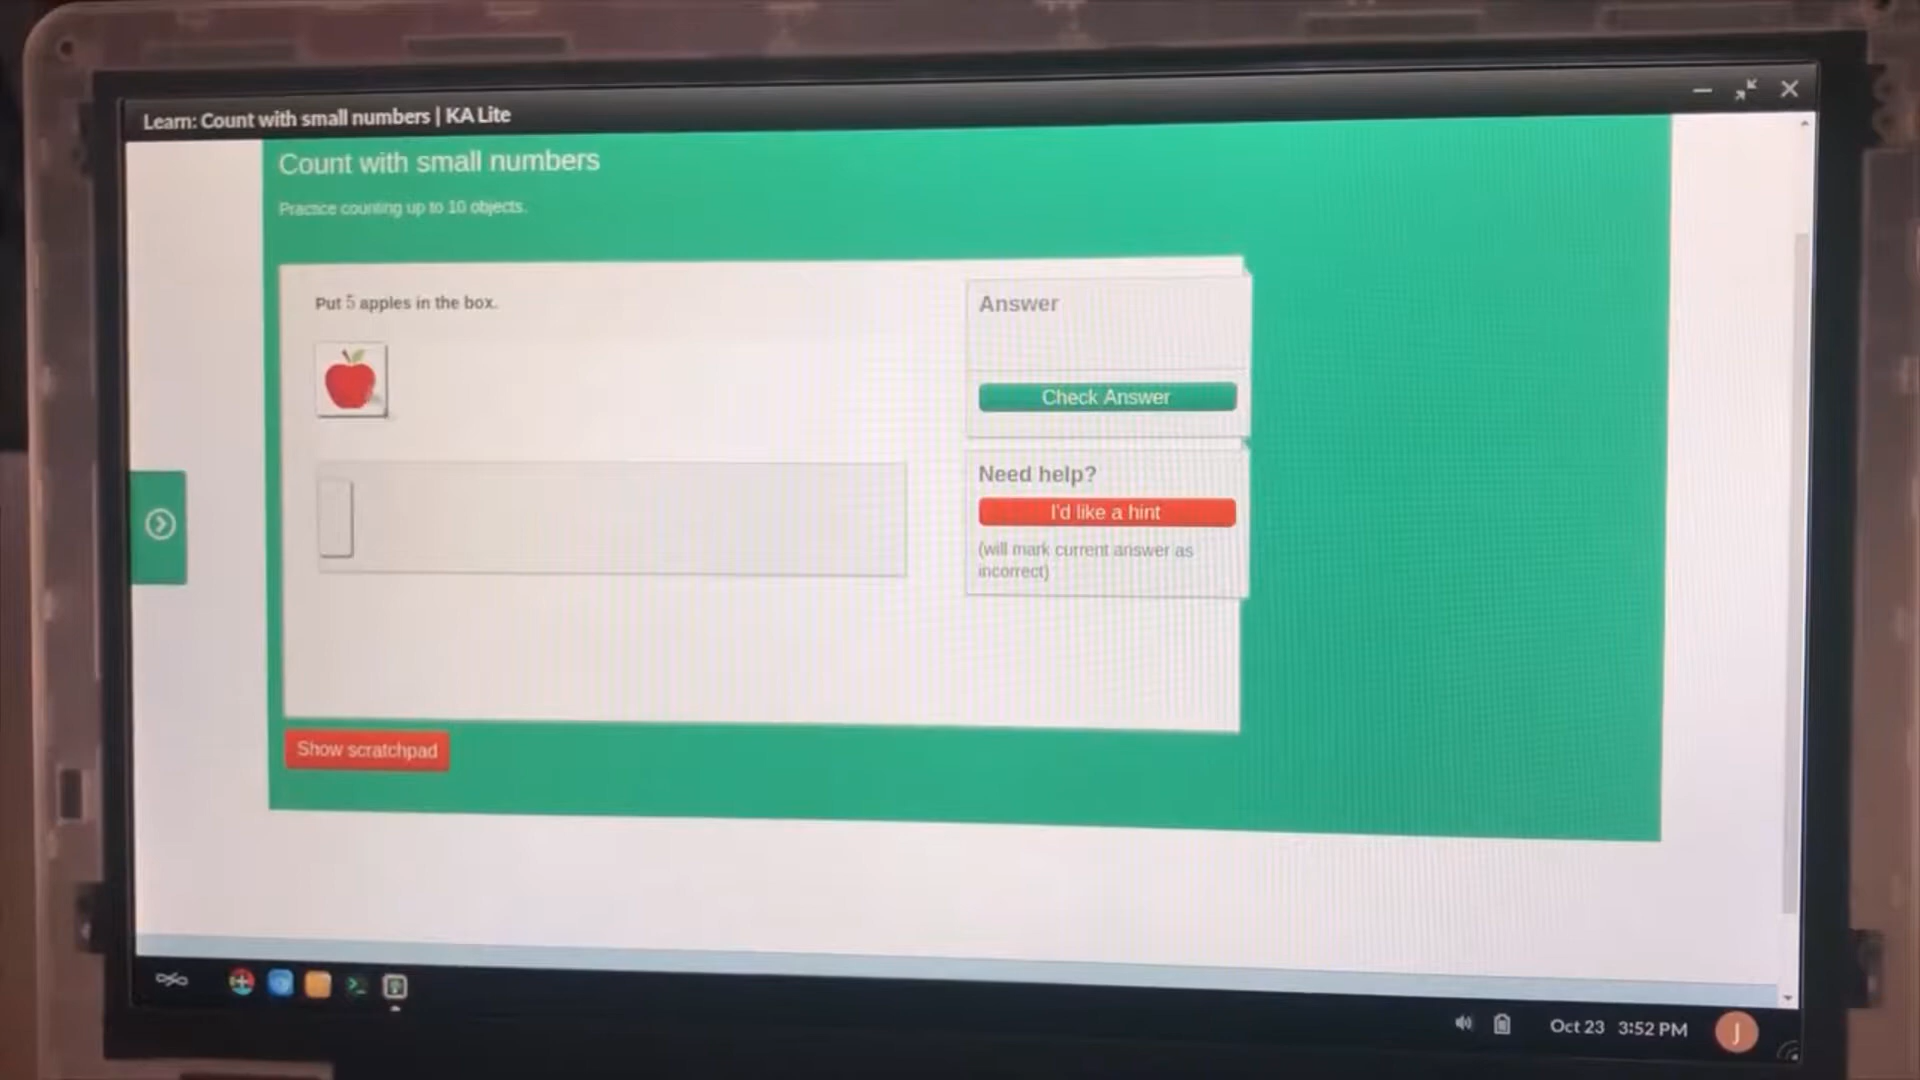 Learn: Count with small numbers | KA Lite
Count with small numbers
Practice counting up to 10 objects.
Put 5 apples in the box.
Answer
Check Answer
Need help?
I'd like a hint
(will mark current answer as
incorrect)
Show scratchpad
Oct 23 3:52 PM
J